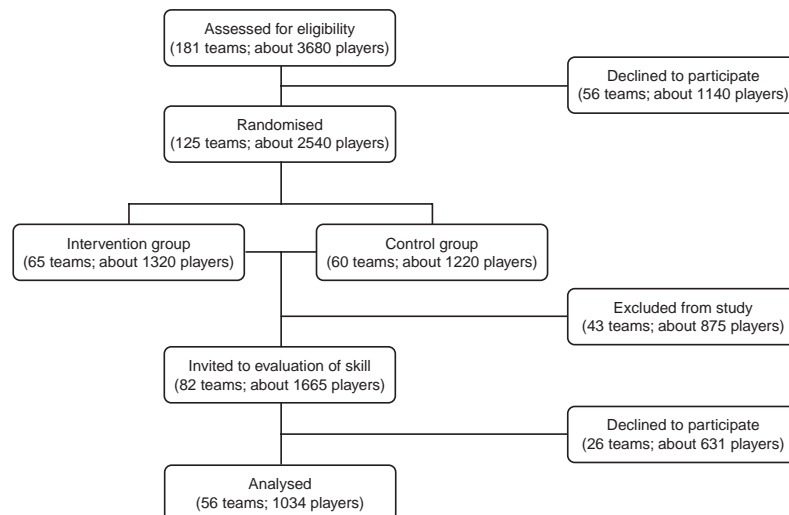 Assessed for eligibility
(181 teams; about 3680 players)
Declined to participate
(56 teams; about 1140 players)
Randomised
(125 teams; about 2540 players)
Intervention group
(65 teams; about 1320 players)
Control group
(60 teams; about 1220 players)
Excluded from study
(43 teams; about 875 players)
Invited to evaluation of skill
(82 teams; about 1665 players)
Declined to participate
(26 teams; about 631 players)
Analysed
(56 teams; 1034 players)